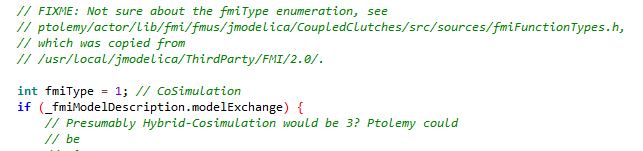 // FIXME: Not sure about the fmiType enumeration, see
// ptolemy/actor/lib/fmi/fmus/jmodelica/CoupledClutches/src/sources/fmiFunctionTypes.h,
// which was copied from
// /usr/local/jmodelica/ThirdParty/FMI/2.0/.
int fmiType = 1; // CoSimulation
if (_fmiModelDescription.modelExchange) {
// Presumably Hybrid-Cosimulation would be 3? Ptolemy could
// be